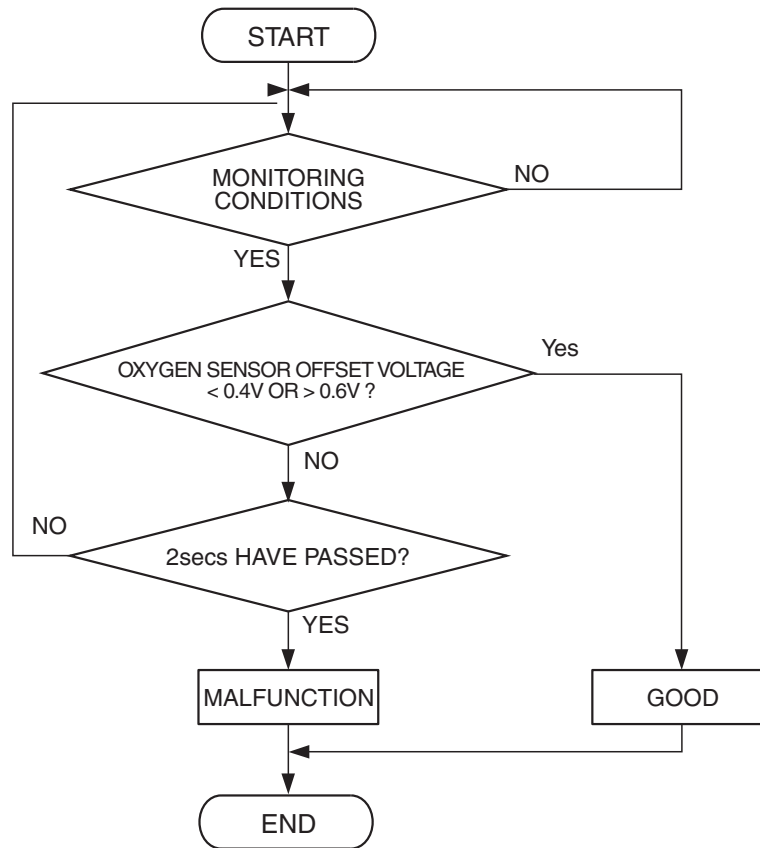 START
MONITORING
CONDITIONS
NO
YES
OXYGEN SENSOR OFFSET VOLTAGE
< 0.4V OR > 0.6V ?
Yes
NO
NO
2secs HAVE PASSED?
YES
MALFUNCTION
GOOD
END